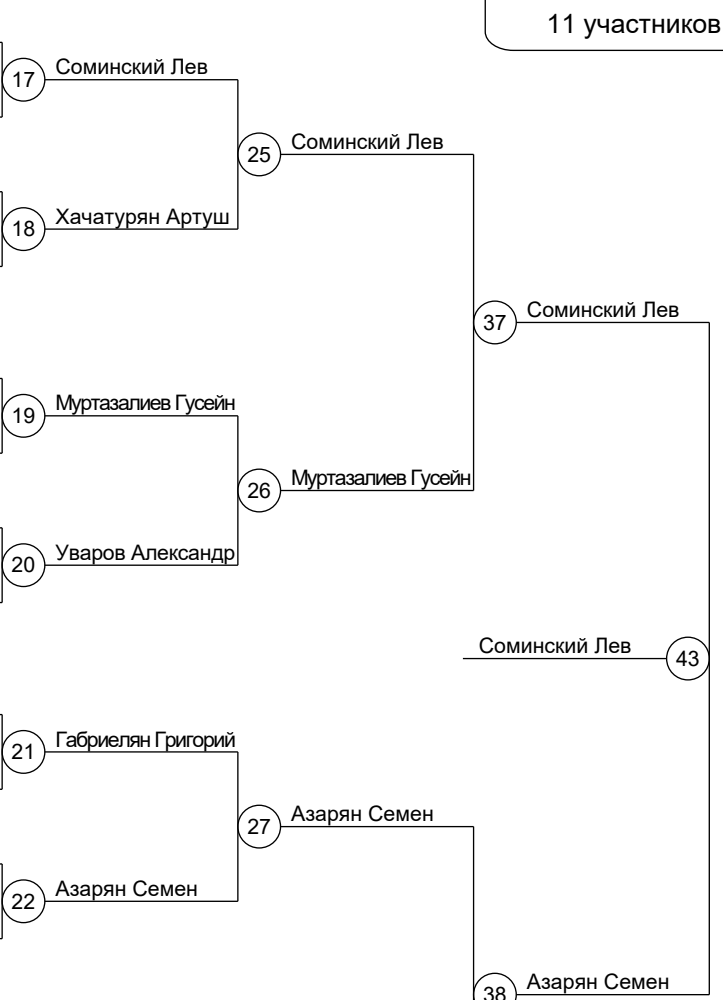 11 участников
17 Соминский Лев
25 Соминский Лев
18 Хачатурян Артуш
37 Соминский Лев
19 Муртазалиев Гусейн
26 Муртазалиев Гусейн
20 Уваров Александр
Соминский Лев 43
21 Габриелян Григорий
27 Азарян Семен
22 Азарян Семен
38 Азарян Семен